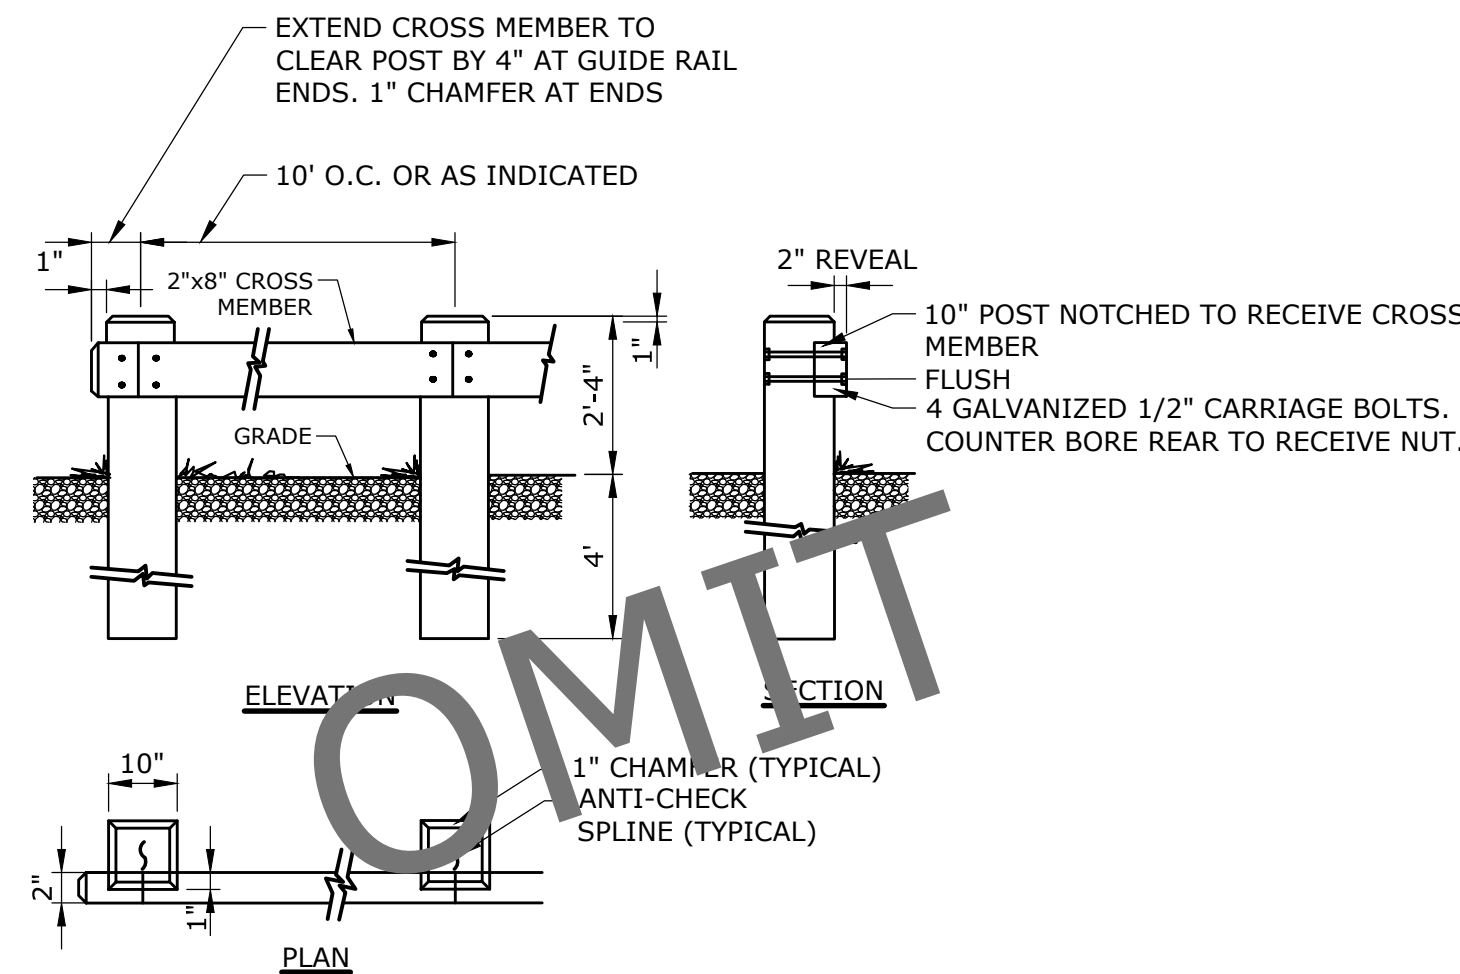 EXTEND CROSS MEMBER TO
CLEAR POST BY 4" AT GUIDE RAIL
ENDS. 1" CHAMFER AT ENDS
10' O.C. OR AS INDICATED
1"
2"x8" CROSS
MEMBER
GRADE
1"
2'-4"
4'
2" REVEAL
10" POST NOTCHED TO RECEIVE CROSS
MEMBER
FLUSH
4 GALVANIZED 1/2" CARRIAGE BOLTS.
COUNTER BORE REAR TO RECEIVE NUT.
ELEVATION
SECTION
OMIT
10"
1" CHAMFER (TYPICAL)
ANTI-CHECK
SPLINE (TYPICAL)
2"
1"
PLAN